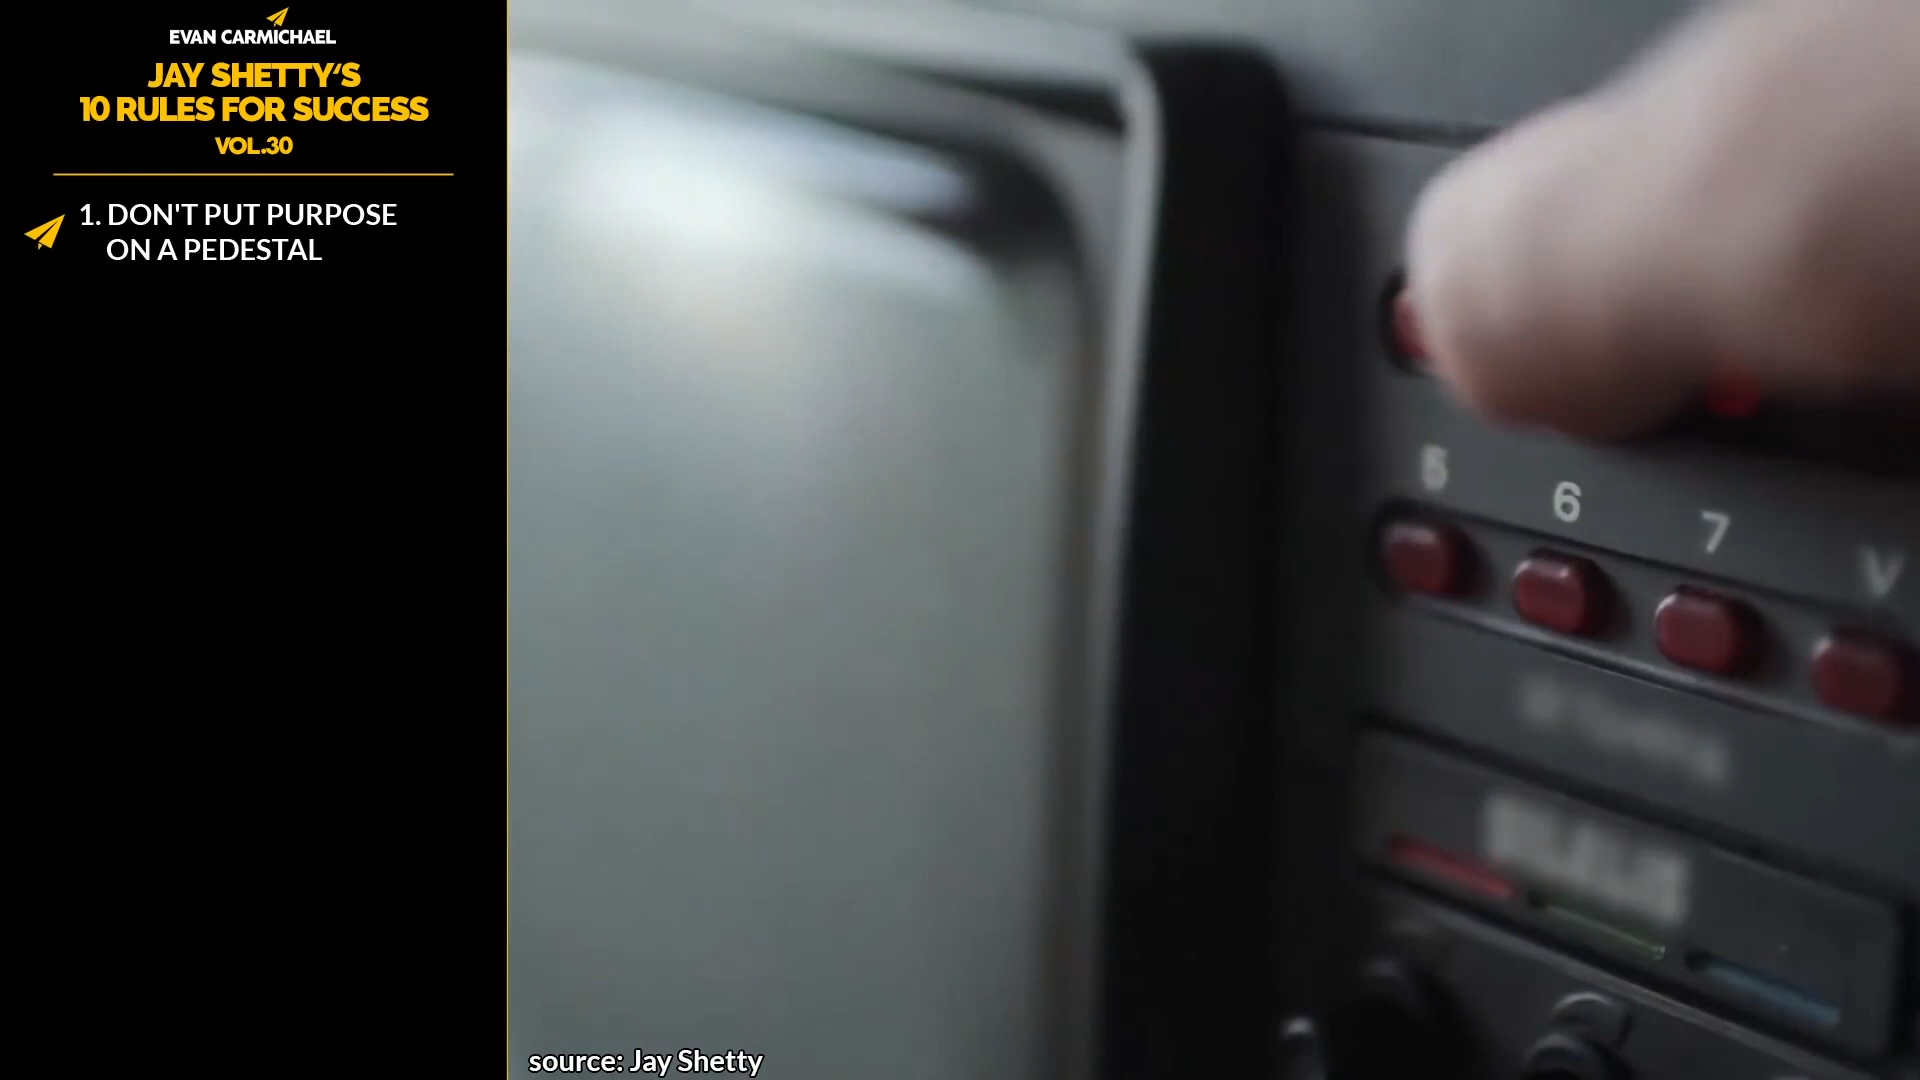 EVAN CARMICHAEL
JAY SHETTY'S
10 RULES FOR SUCCESS
VOL.30
1. DON'T PUT PURPOSE
ON A PEDESTAL
5
6
7
V
source: Jay Shetty